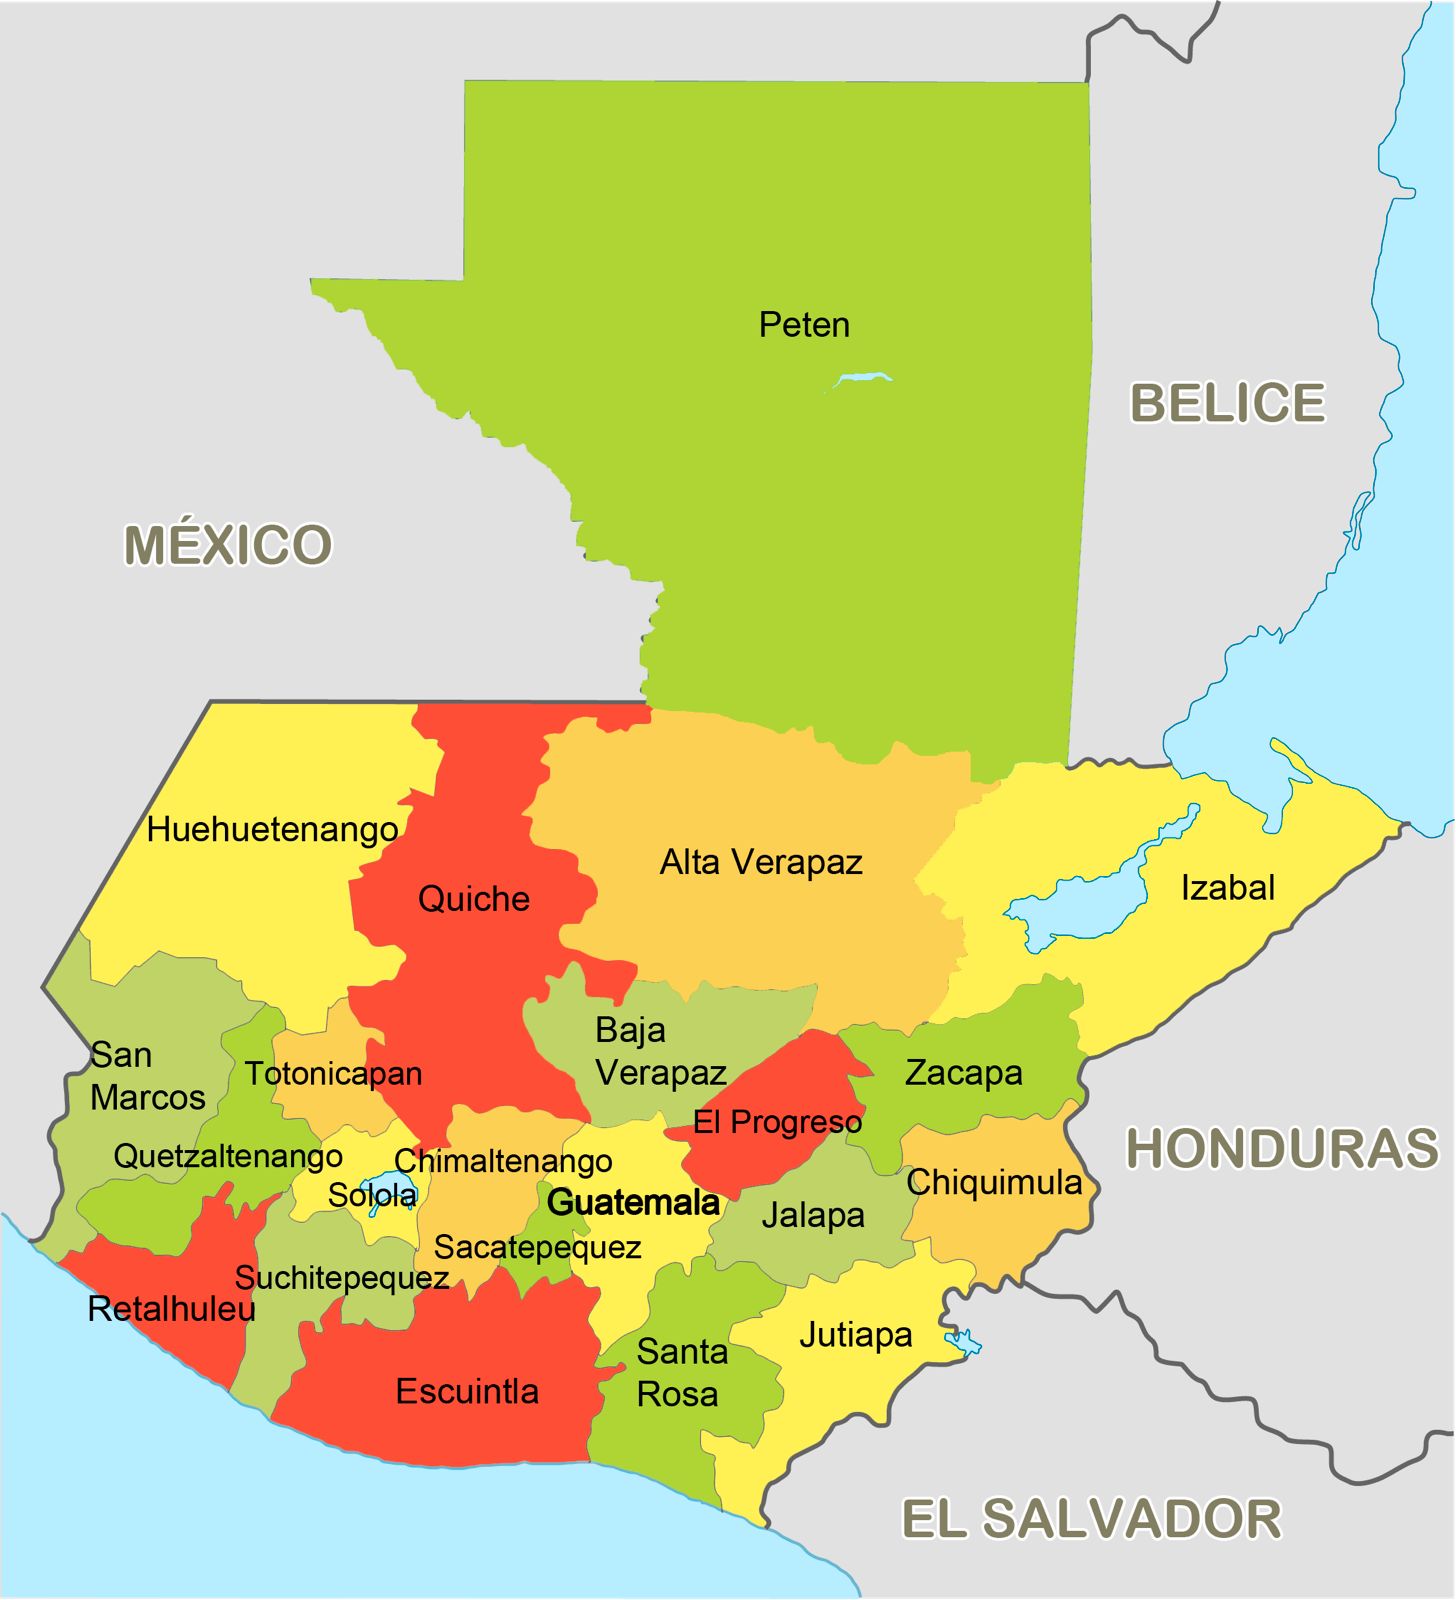 Peten
BELICE
MÉXICO
Huehuetenango
Alta Verapaz
Izabal
Quiche
San
Marcos
Baja
Verapaz
Totonicapan
Zacapa
El Progreso
HONDURAS
Quetzaltenango
Chimaltenango
Solola
Guatemala
Chiquimula
Jalapa
Sacatepequez
Suchitepequez
Retalhuleu
Jutiapa
Santa
Rosa
Escuintla
EL SALVADOR